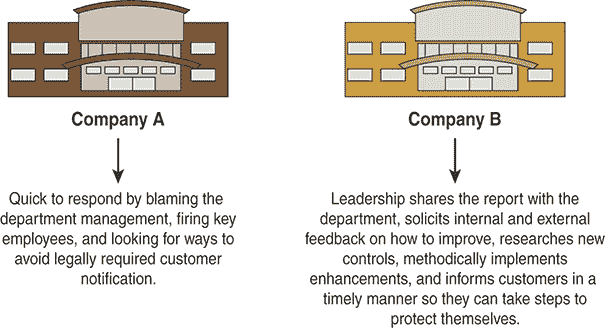 Company A
Quick to respond by blaming the
department management, firing key
employees, and looking for ways to
avoid legally required customer
notification.
Company B
Leadership shares the report with the
department, solicits internal and external
feedback on how to improve, researches new
controls, methodically implements
enhancements, and informs customers in a
timely manner so they can take steps to
protect themselves.